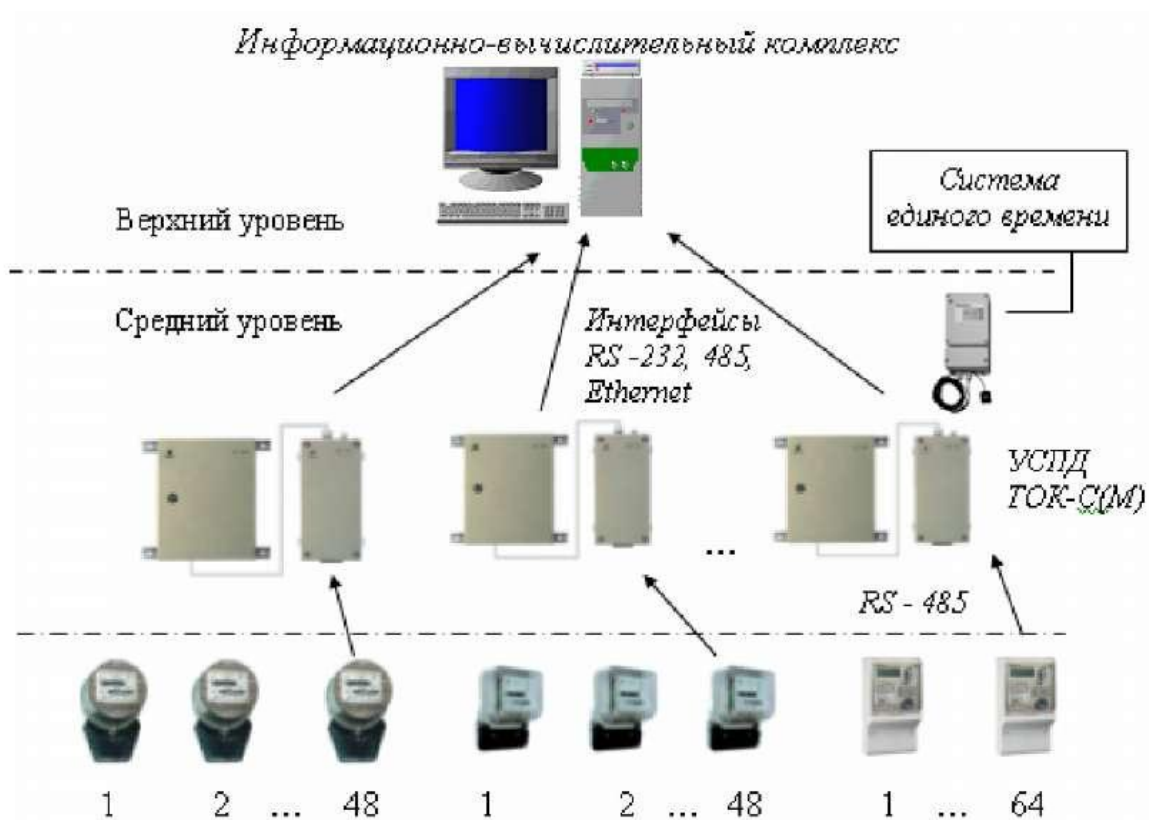 Информационно-вычислительный комплекс
Система
единого времени
Верхний уровень
Средний уровень
Интерфейсы
RS -232, 485,
Ethernet
УСПД
ТОК-С(М)
...
RS - 485
1 2 ... 48 1 2 ... 48 1 ... 64